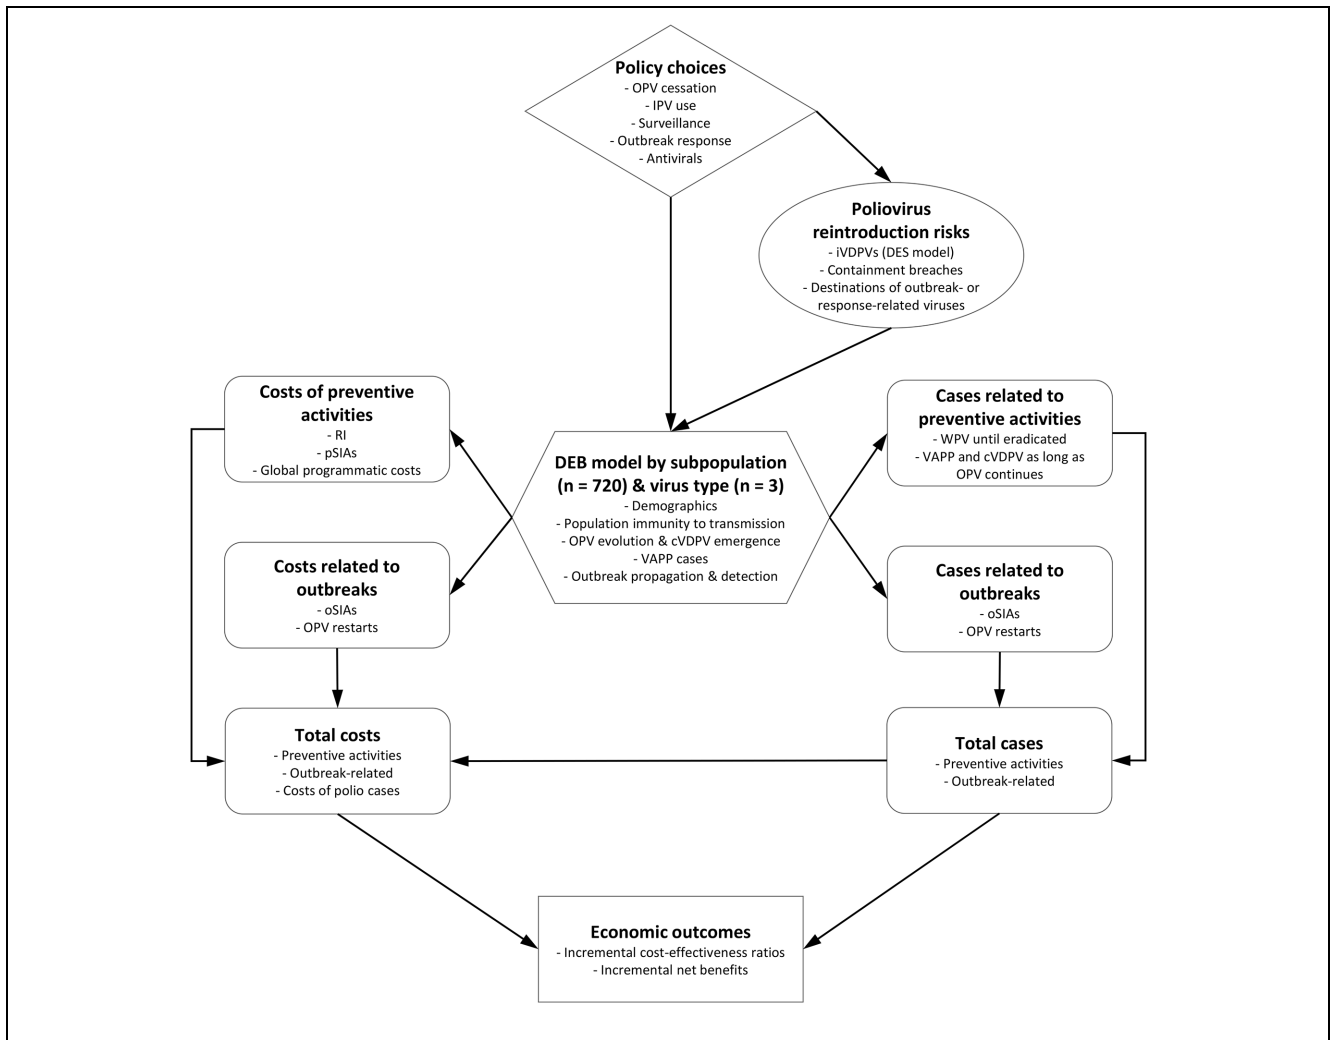 Policy choices
- OPV cessation
- IPV use
- Surveillance
- Outbreak response
- Antivirals
Poliovirus
reintroduction risks
- iVDPVs (DES model)
- Containment breaches
- Destinations of outbreak- or
response-related viruses
Costs of preventive
activities
- RI
- pSIAs
- Global programmatic costs
Cases related to
preventive activities
- WPV until eradicated
- VAPP and cVDPV as long as
OPV continues
DEB model by subpopulation
(n = 720) & virus type (n = 3)
- Demographics
- Population immunity to transmission
- OPV evolution & cVDPV emergence
- VAPP cases
- Outbreak propagation & detection
Costs related to
outbreaks
- oSIAs
- OPV restarts
Cases related to
outbreaks
- oSIAs
- OPV restarts
Total costs
- Preventive activities
- Outbreak-related
- Costs of polio cases
Total cases
- Preventive activities
- Outbreak-related
Economic outcomes
- Incremental cost-effectiveness ratios
- Incremental net benefits